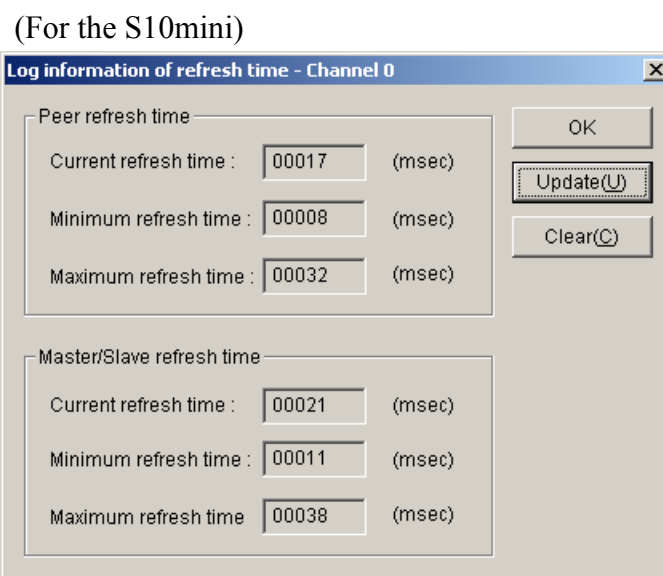 (For the S10mini)
Log information of refresh time - Channel 0
Peer refresh time
Current refresh time : 00017 (msec)
Minimum refresh time : 00008 (msec)
Maximum refresh time : 00032 (msec)
OK
Update(U)
Clear(C)
Master/Slave refresh time
Current refresh time : 00021 (msec)
Minimum refresh time : 00011 (msec)
Maximum refresh time 00038 (msec)